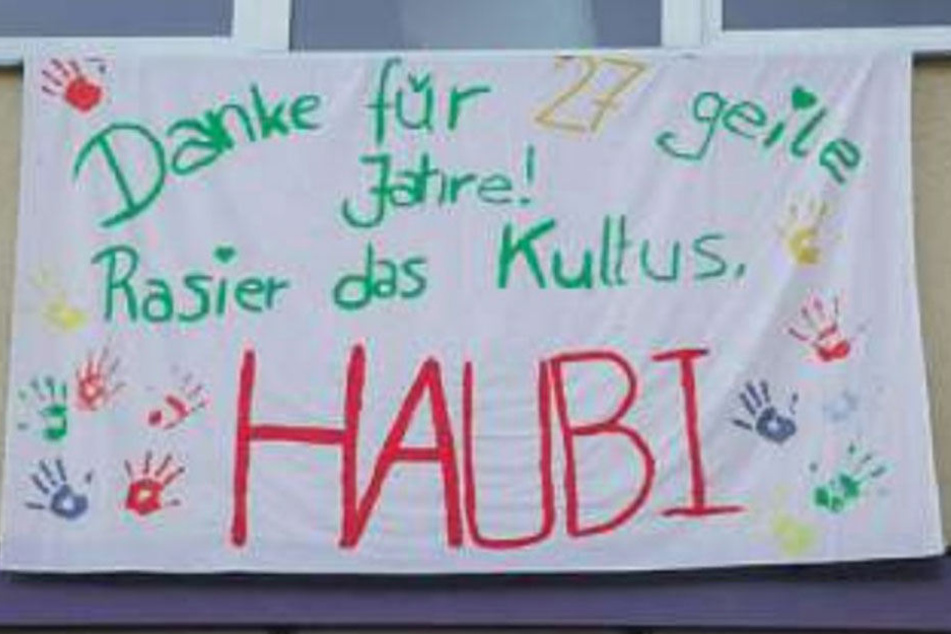 Danke für 27 geile
Jahre!
Rasier das Kultus.
HAUBI